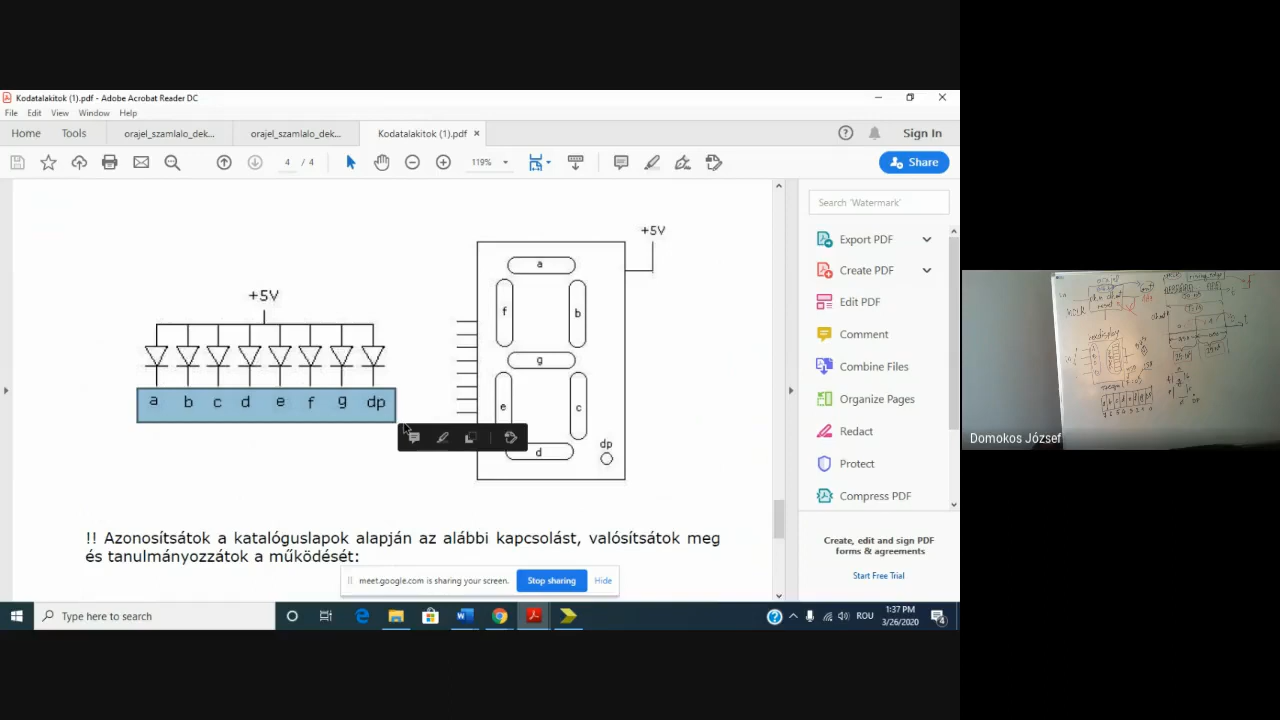 Kodatalakitok (1).pdf - Adobe Acrobat Reader DC
File Edit View Window Help
Home Tools orajel_szamlalo_dek... orajel_szamlalo_dek... Kodatalakitok (1).pdf × ? Sign In
4 / 4 119% Share
+5V
a b c d e f g dp
+5V
a
f b
g
e c
d
dp
!! Azonosítsátok a katalóguslapok alapján az alábbi kapcsolást, valósítsátok meg
és tanulmányozzátok a működését:
Search 'Watermark'
Export PDF
Create PDF
Edit PDF
Comment
Combine Files
Organize Pages
Redact
Protect
Compress PDF
Create, edit and sign PDF
forms & agreements
Start Free Trial
meet.google.com is sharing your screen. Stop sharing Hide
Type here to search
ROU
1:37 PM
3/26/2020
4
Domokos József